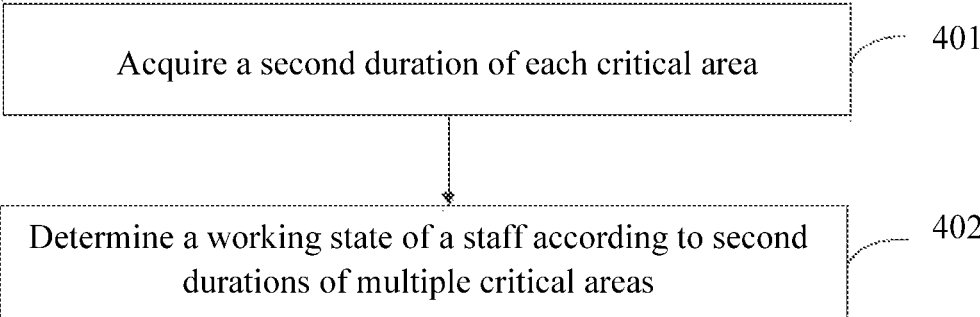 Acquire a second duration of each critical area
401
Determine a working state of a staff according to second
durations of multiple critical areas
402